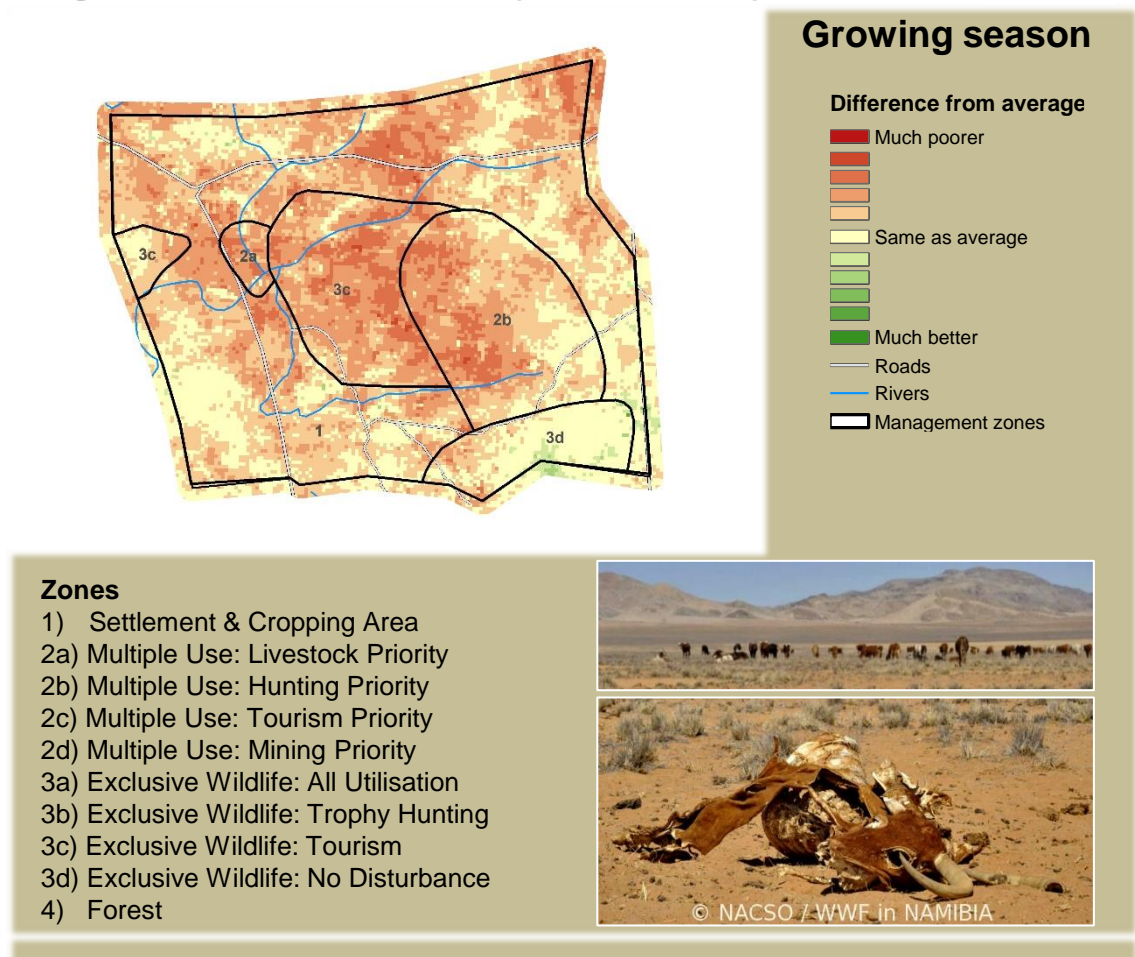 Growing season
Difference from average
Much poorer
Same as average
Much better
Roads
Rivers
Management zones
3c
2a
3c
2b
1
3d
Zones
1) Settlement & Cropping Area
2a) Multiple Use: Livestock Priority
2b) Multiple Use: Hunting Priority
2c) Multiple Use: Tourism Priority
2d) Multiple Use: Mining Priority
3a) Exclusive Wildlife: All Utilisation
3b) Exclusive Wildlife: Trophy Hunting
3c) Exclusive Wildlife: Tourism
3d) Exclusive Wildlife: No Disturbance
4) Forest
© NACSO / WWF in NAMIBIA